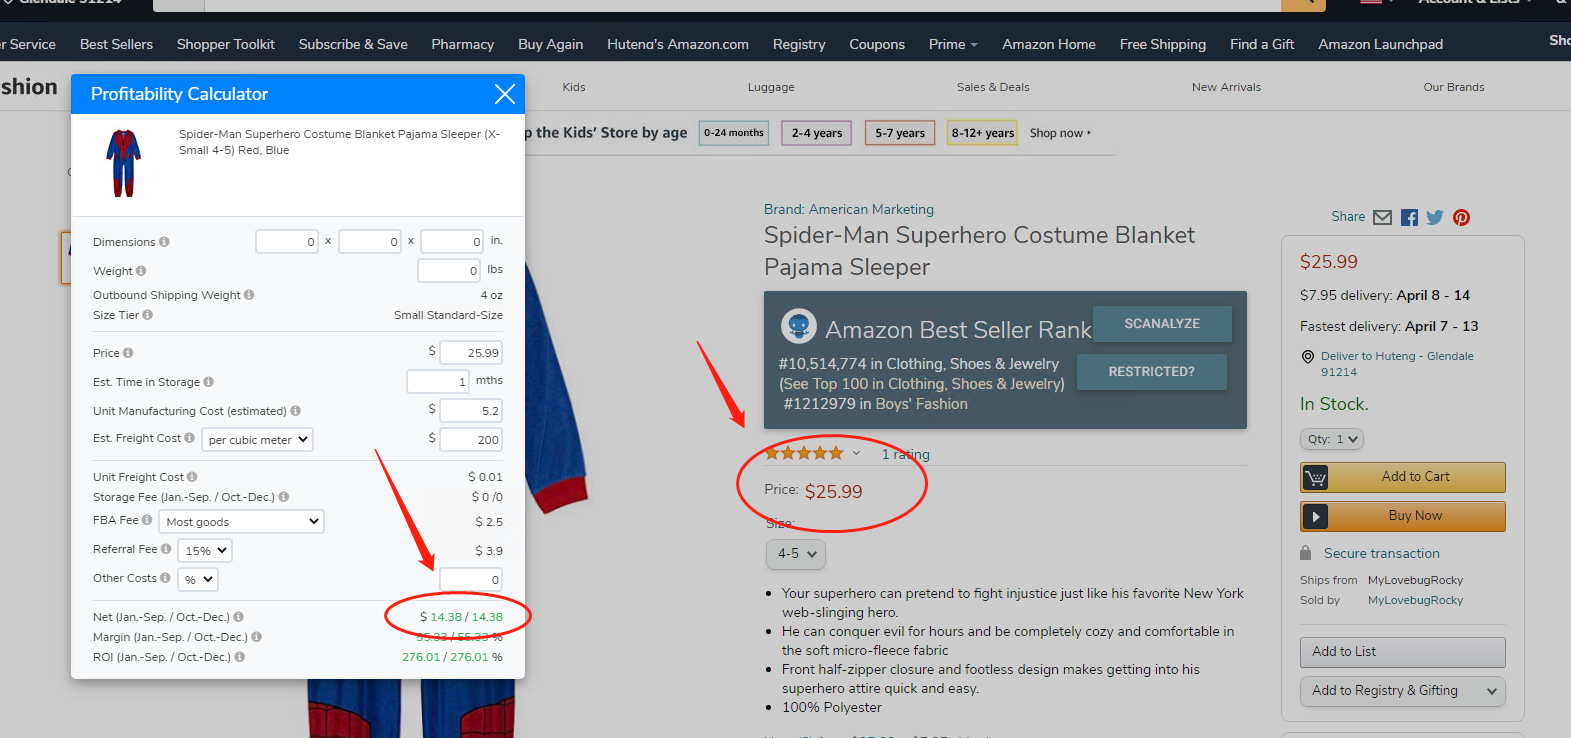 Glendale 91214
Account & Lists
er Service Best Sellers Shopper Toolkit Subscribe & Save Pharmacy Buy Again Huteng's Amazon.com Registry Coupons Prime Amazon Home Free Shipping Find a Gift Amazon Launchpad Sho
shion Kids Luggage Sales & Deals New Arrivals Our Brands
p the Kids' Store by age 0-24 months 2-4 years 5-7 years 8-12+ years Shop now
Profitability Calculator
Spider-Man Superhero Costume Blanket Pajama Sleeper (X-
Small 4-5) Red, Blue
Dimensions 0 x 0 x 0 in.
Weight 0 lbs
Outbound Shipping Weight 4 oz
Size Tier Small Standard-Size
Price $ 25.99
Est. Time in Storage 1 mths
Unit Manufacturing Cost (estimated) $ 5.2
Est. Freight Cost per cubic meter $ 200
Unit Freight Cost $ 0.01
Storage Fee (Jan.-Sep. / Oct.-Dec.) $ 0 /0
FBA Fee Most goods $ 2.5
Referral Fee 15% $ 3.9
Other Costs % 0
Net (Jan.-Sep. / Oct.-Dec.) $ 14.38 / 14.38
Margin (Jan.-Sep. / Oct.-Dec.) 55.33 / 55.33 %
ROI (Jan.-Sep. / Oct.-Dec.) 276.01 / 276.01 %
Brand: American Marketing
Spider-Man Superhero Costume Blanket
Pajama Sleeper
Amazon Best Seller Rank SCANALYZE
#10,514,774 in Clothing, Shoes & Jewelry
(See Top 100 in Clothing, Shoes & Jewelry)
#1212979 in Boys' Fashion
RESTRICTED?
1 rating
Price: $25.99
Size:
4-5
Your superhero can pretend to fight injustice just like his favorite New York
web-slinging hero.
He can conquer evil for hours and be completely cozy and comfortable in
the soft micro-fleece fabric
Front half-zipper closure and footless design makes getting into his
superhero attire quick and easy.
100% Polyester
Share
$25.99
$7.95 delivery: April 8 - 14
Fastest delivery: April 7 - 13
Deliver to Huteng - Glendale
91214
In Stock.
Qty: 1
Add to Cart
Buy Now
Secure transaction
Ships from MyLovebugRocky
Sold by MyLovebugRocky
Add to List
Add to Registry & Gifting